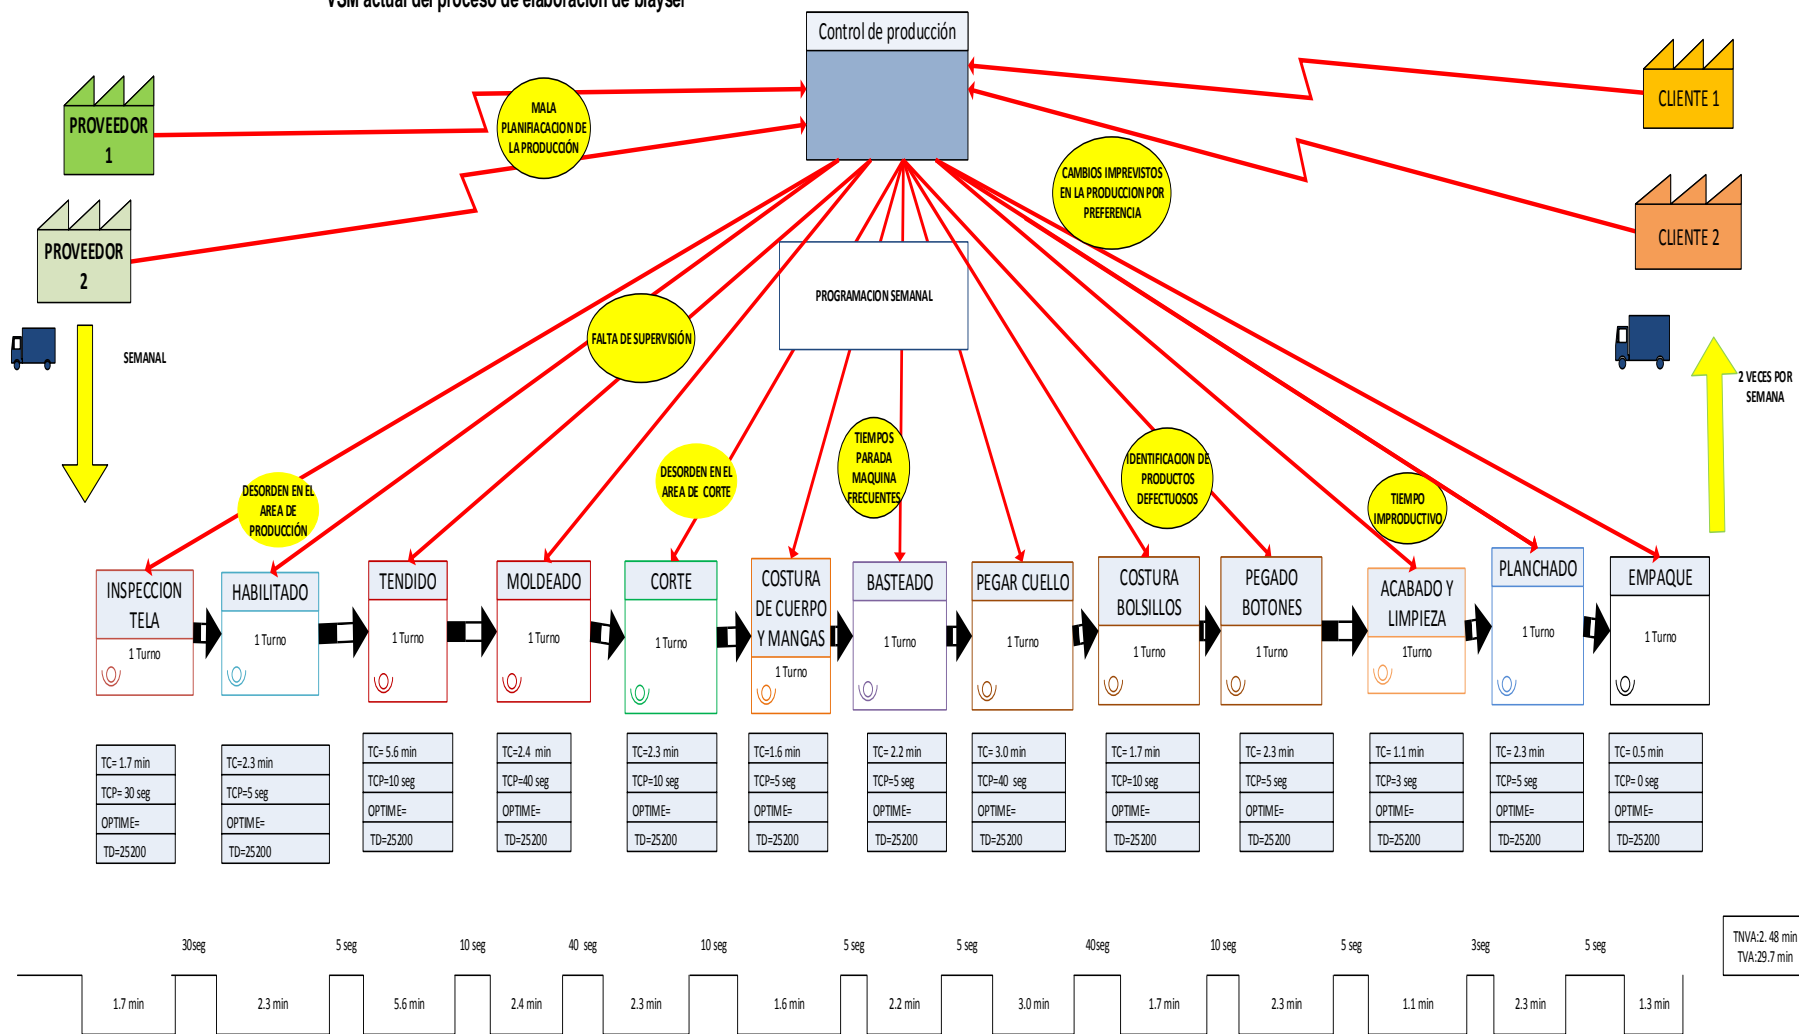 VSM actual del proceso de elaboración de blayser
Control de producción
PROVEEDOR
1
PROVEEDOR
2
CLIENTE 1
CLIENTE 2
MALA
PLANIFIACACION DE
LA PRODUCCIÓN
CAMBIOS IMPREVISTOS
EN LA PRODUCCION POR
PREFERENCIA
PROGRAMACION SEMANAL
FALTA DE SUPERVISIÓN
SEMANAL
2 VECES POR
SEMANA
DESORDEN EN EL
AREA DE
PRODUCCIÓN
DESORDEN EN EL
AREA DE CORTE
TIEMPOS
PARADA
MAQUINA
FRECUENTES
IDENTIFICACION DE
PRODUCTOS
DEFECTUOSOS
TIEMPO
IMPRODUCTIVO
INSPECCION
TELA
1 Turno
HABILITADO
1 Turno
TENDIDO
1 Turno
MOLDEADO
1 Turno
CORTE
1 Turno
COSTURA
DE CUERPO
Y MANGAS
1 Turno
BASTEADO
1 Turno
PEGAR CUELLO
1 Turno
COSTURA
BOLSILLOS
1 Turno
PEGADO
BOTONES
1 Turno
ACABADO Y
LIMPIEZA
1Turno
PLANCHADO
1 Turno
EMPAQUE
1 Turno
TC= 1.7 min
TCP= 30 seg
OPTIME=
TD=25200
TC=2.3 min
TCP=5 seg
OPTIME=
TD=25200
TC= 5.6 min
TCP=10 seg
OPTIME=
TD=25200
TC=2.4 min
TCP=40 seg
OPTIME=
TD=25200
TC=2.3 min
TCP=10 seg
OPTIME=
TD=25200
TC=1.6 min
TCP=5 seg
OPTIME=
TD=25200
TC= 2.2 min
TCP=5 seg
OPTIME=
TD=25200
TC= 3.0 min
TCP=40 seg
OPTIME=
TD=25200
TC= 1.7 min
TCP=10 seg
OPTIME=
TD=25200
TC= 2.3 min
TCP=5 seg
OPTIME=
TD=25200
TC= 1.1 min
TCP=3 seg
OPTIME=
TD=25200
TC= 2.3 min
TCP=5 seg
OPTIME=
TD=25200
TC= 0.5 min
TCP= 0 seg
OPTIME=
TD=25200
30seg
5 seg
10 seg
40 seg
10 seg
5 seg
5 seg
40seg
10 seg
5 seg
3seg
5 seg
TNVA:2. 48 min
TVA:29.7 min
1.7 min
2.3 min
5.6 min
2.4 min
2.3 min
1.6 min
2.2 min
3.0 min
1.7 min
2.3 min
1.1 min
2.3 min
1.3 min